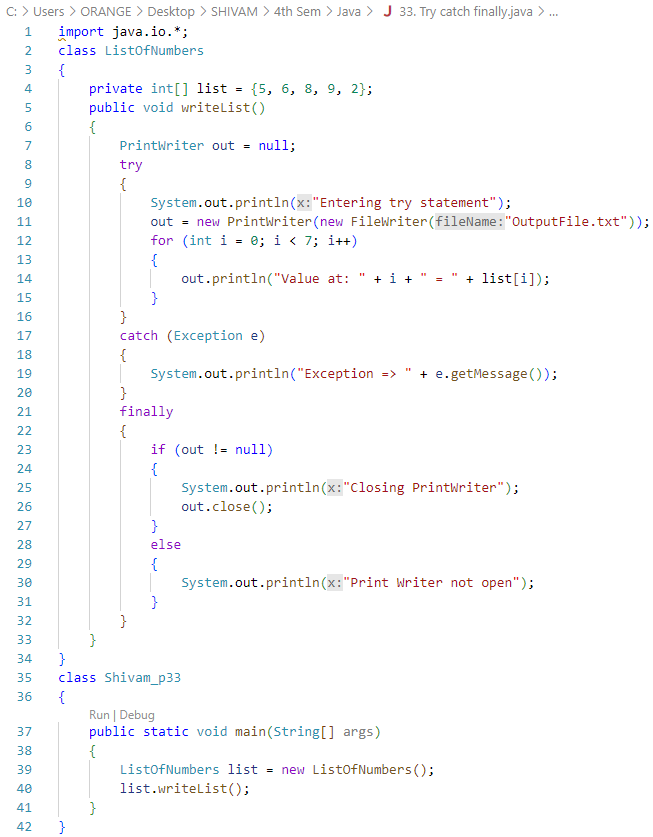 C: > Users > ORANGE > Desktop > SHIVAM > 4th Sem > Java > J 33. Try catch finally.java > ...
1 import java.io.*;
2 class ListOfNumbers
3 {
4 private int[] list = {5, 6, 8, 9, 2};
5 public void writeList()
6 {
7 PrintWriter out = null;
8 try
9 {
10 System.out.println(x:"Entering try statement");
11 out = new PrintWriter(new FileWriter(fileName:"OutputFile.txt"));
12 for (int i = 0; i < 7; i++)
13 {
14 out.println("Value at: " + i + " = " + list[i]);
15 }
16 }
17 catch (Exception e)
18 {
19 System.out.println("Exception => " + e.getMessage());
20 }
21 finally
22 {
23 if (out != null)
24 {
25 System.out.println(x:"Closing PrintWriter");
26 out.close();
27 }
28 else
29 {
30 System.out.println(x:"Print Writer not open");
31 }
32 }
33 }
34 }
35 class Shivam_p33
36 {
Run | Debug
37 public static void main(String[] args)
38 {
39 ListOfNumbers list = new ListOfNumbers();
40 list.writeList();
41 }
42 }